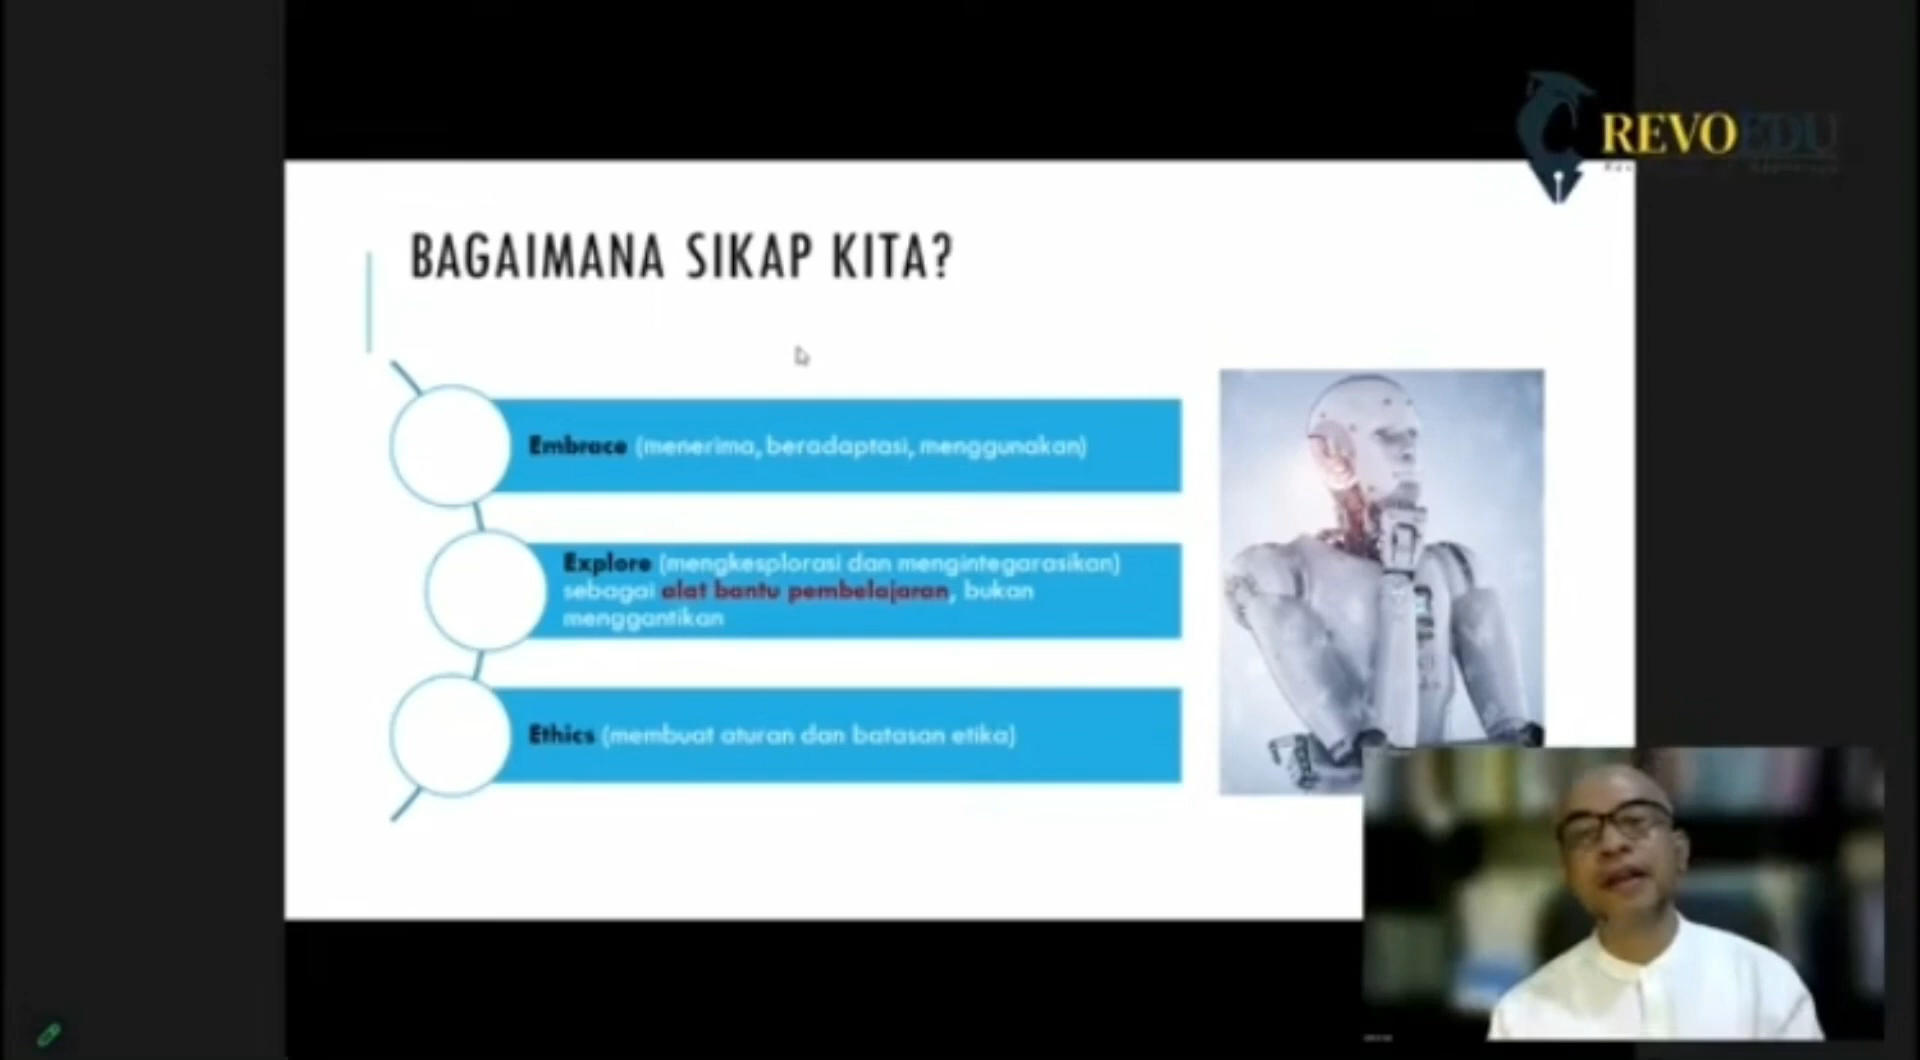 REVOEDU
BAGAIMANA SIKAP KITA?
Embrace (menerima, beradaptasi, menggunakan)
Explore (mengkesplorasi dan mengintegarasikan)
sebagai alat bantu pembelajaran, bukan
menggantikan
Ethics (membuat aturan dan batasan etika)